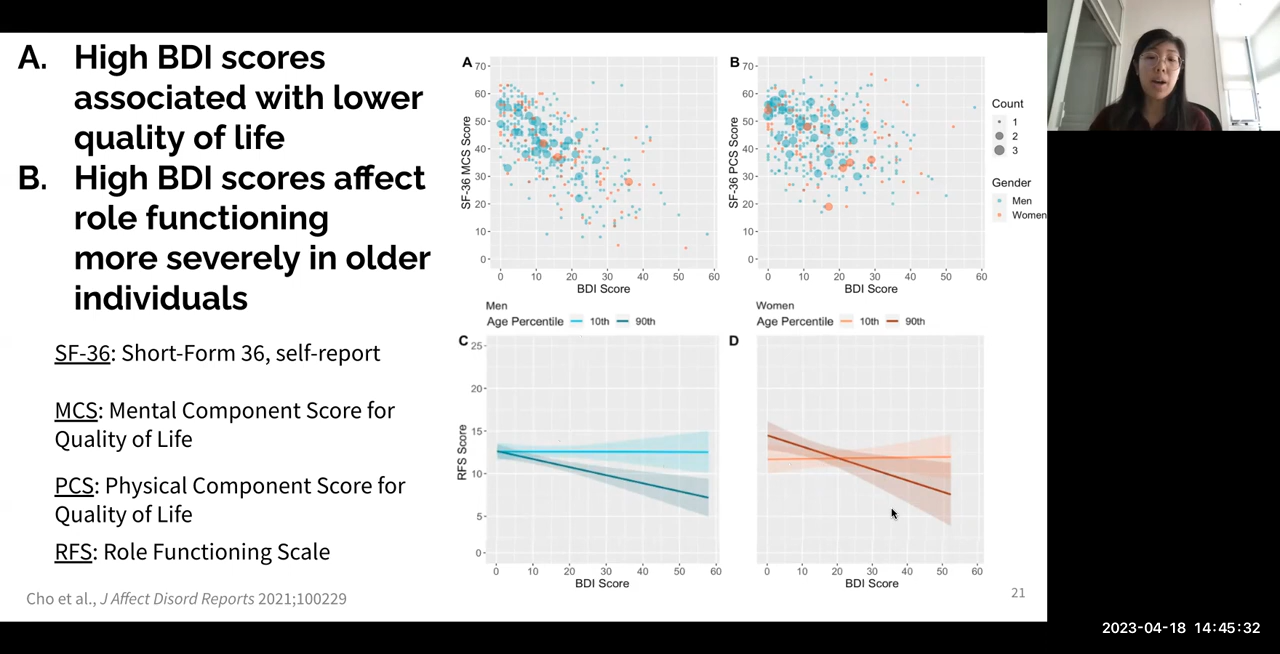 A. High BDI scores
associated with lower
quality of life
B. High BDI scores affect
role functioning
more severely in older
individuals
SF-36: Short-Form 36, self-report
MCS: Mental Component Score for
Quality of Life
PCS: Physical Component Score for
Quality of Life
RFS: Role Functioning Scale
Cho et al., J Affect Disord Reports 2021;100229
A
70
60
50
40
30
20
10
0
SF-36 MCS Score
0 10 20 30 40 50 60
BDI Score
B
70
60
50
40
30
20
10
0
SF-36 PCS Score
0 10 20 30 40 50 60
BDI Score
Count
1
2
3
Gender
Men
Women
Men
Age Percentile 10th 90th
C
25
20
15
10
5
0
RFS Score
0 10 20 30 40 50 60
BDI Score
Women
Age Percentile 10th 90th
D
0 10 20 30 40 50 60
BDI Score
21
2023-04-18 14:45:32